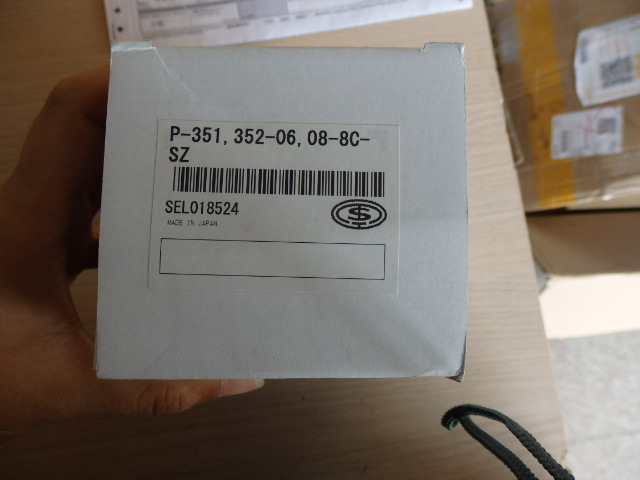 P-351, 352-06, 08-8C-
SZ
SEL018524
MADE IN JAPAN